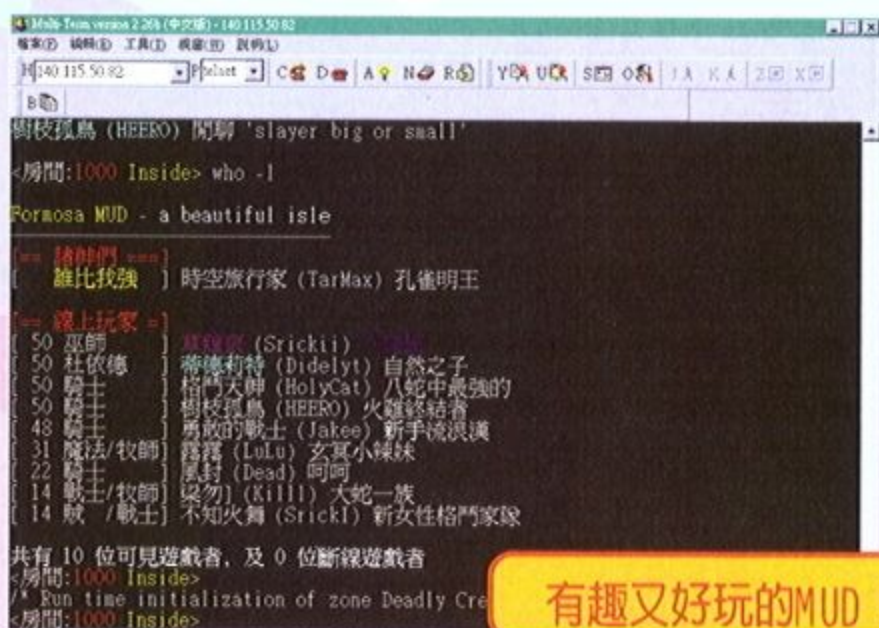 Multi-Term version 2.26b (中文版) - 140.115.50.82
檔案(F) 編輯(E) 工具(T) 視窗(W) 說明(L)
H 140.115.50.82 P telnet C D A N R Y U S O J K Z X
B
樹枝孤鳥 (HEERO) 閒聊 'slayer big or small'
<房間:1000 Inside> who -l
Formosa MUD - a beautiful isle
[== 諸神們 ===]
[ 誰比我強 ] 時空旅行家 (TarMax) 孔雀明王
[== 線上玩家 =]
[ 50 巫師 ] (Srickii)
[ 50 杜依德 ] 蒂德莉特 (Didelyt) 自然之子
[ 50 騎士 ] 格鬥天神 (HolyCat) 八蛇中最強的
[ 50 騎士 ] 樹枝孤鳥 (HEERO) 火雞終結者
[ 48 騎士 ] 勇敢的戰士 (Jakee) 新手流浪漢
[ 31 魔法/牧師] 露露 (LuLu) 玄冥小辣妹
[ 22 騎士 ] 風封 (Dead) 呵呵
[ 14 戰士/牧師] 梁勿] (Killl) 大蛇一族
[ 14 賊 /戰士] 不知火舞 (SrickI) 新女性格鬥家隊
共有 10 位可見遊戲者, 及 0 位斷線遊戲者
<房間:1000 Inside>
/* Run time initialization of zone Deadly Cre
<房間:1000 Inside>
有趣又好玩的MUD